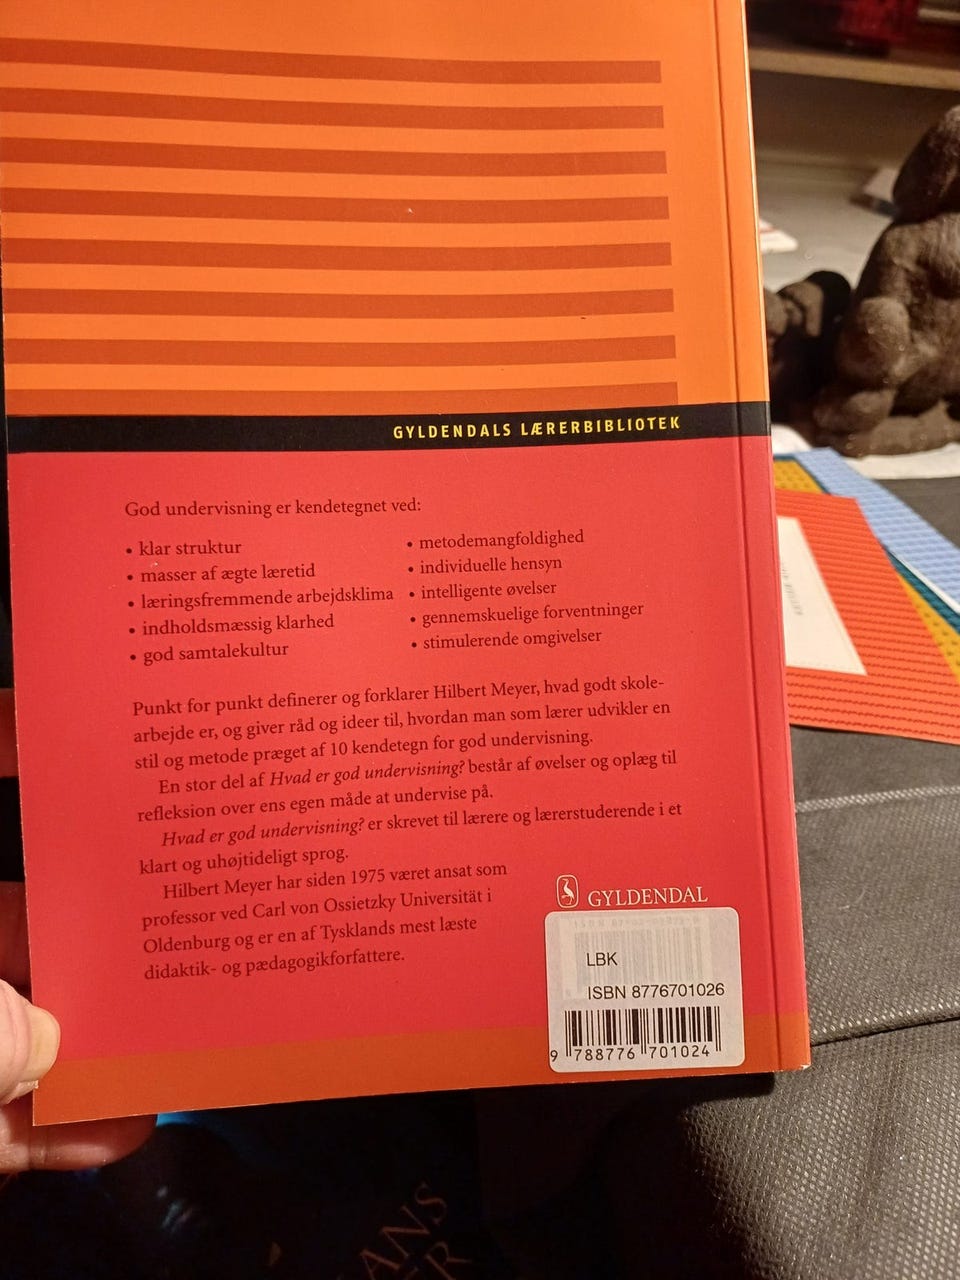 GYLDENDALS LÆRERBIBLIOTEK
God undervisning er kendetegnet ved:
• klar struktur
• masser af ægte læretid
• læringsfremmende arbejdsklima
• indholdsmæssig klarhed
• god samtalekultur
• metodemangfoldighed
• individuelle hensyn
• intelligente øvelser
• gennemskuelige forventninger
• stimulerende omgivelser
Punkt for punkt definerer og forklarer Hilbert Meyer, hvad godt skole-
arbejde er, og giver råd og ideer til, hvordan man som lærer udvikler en
stil og metode præget af 10 kendetegn for god undervisning.
En stor del af Hvad er god undervisning? består af øvelser og oplæg til
refleksion over ens egen måde at undervise på.
Hvad er god undervisning? er skrevet til lærere og lærerstuderende i et
klart og uhøjtideligt sprog.
Hilbert Meyer har siden 1975 været ansat som
professor ved Carl von Ossietzky Universität i
Oldenburg og er en af Tysklands mest læste
didaktik- og pædagogikforfattere.
GYLDENDAL
LBK
ISBN 8776701026
9 788776 701024